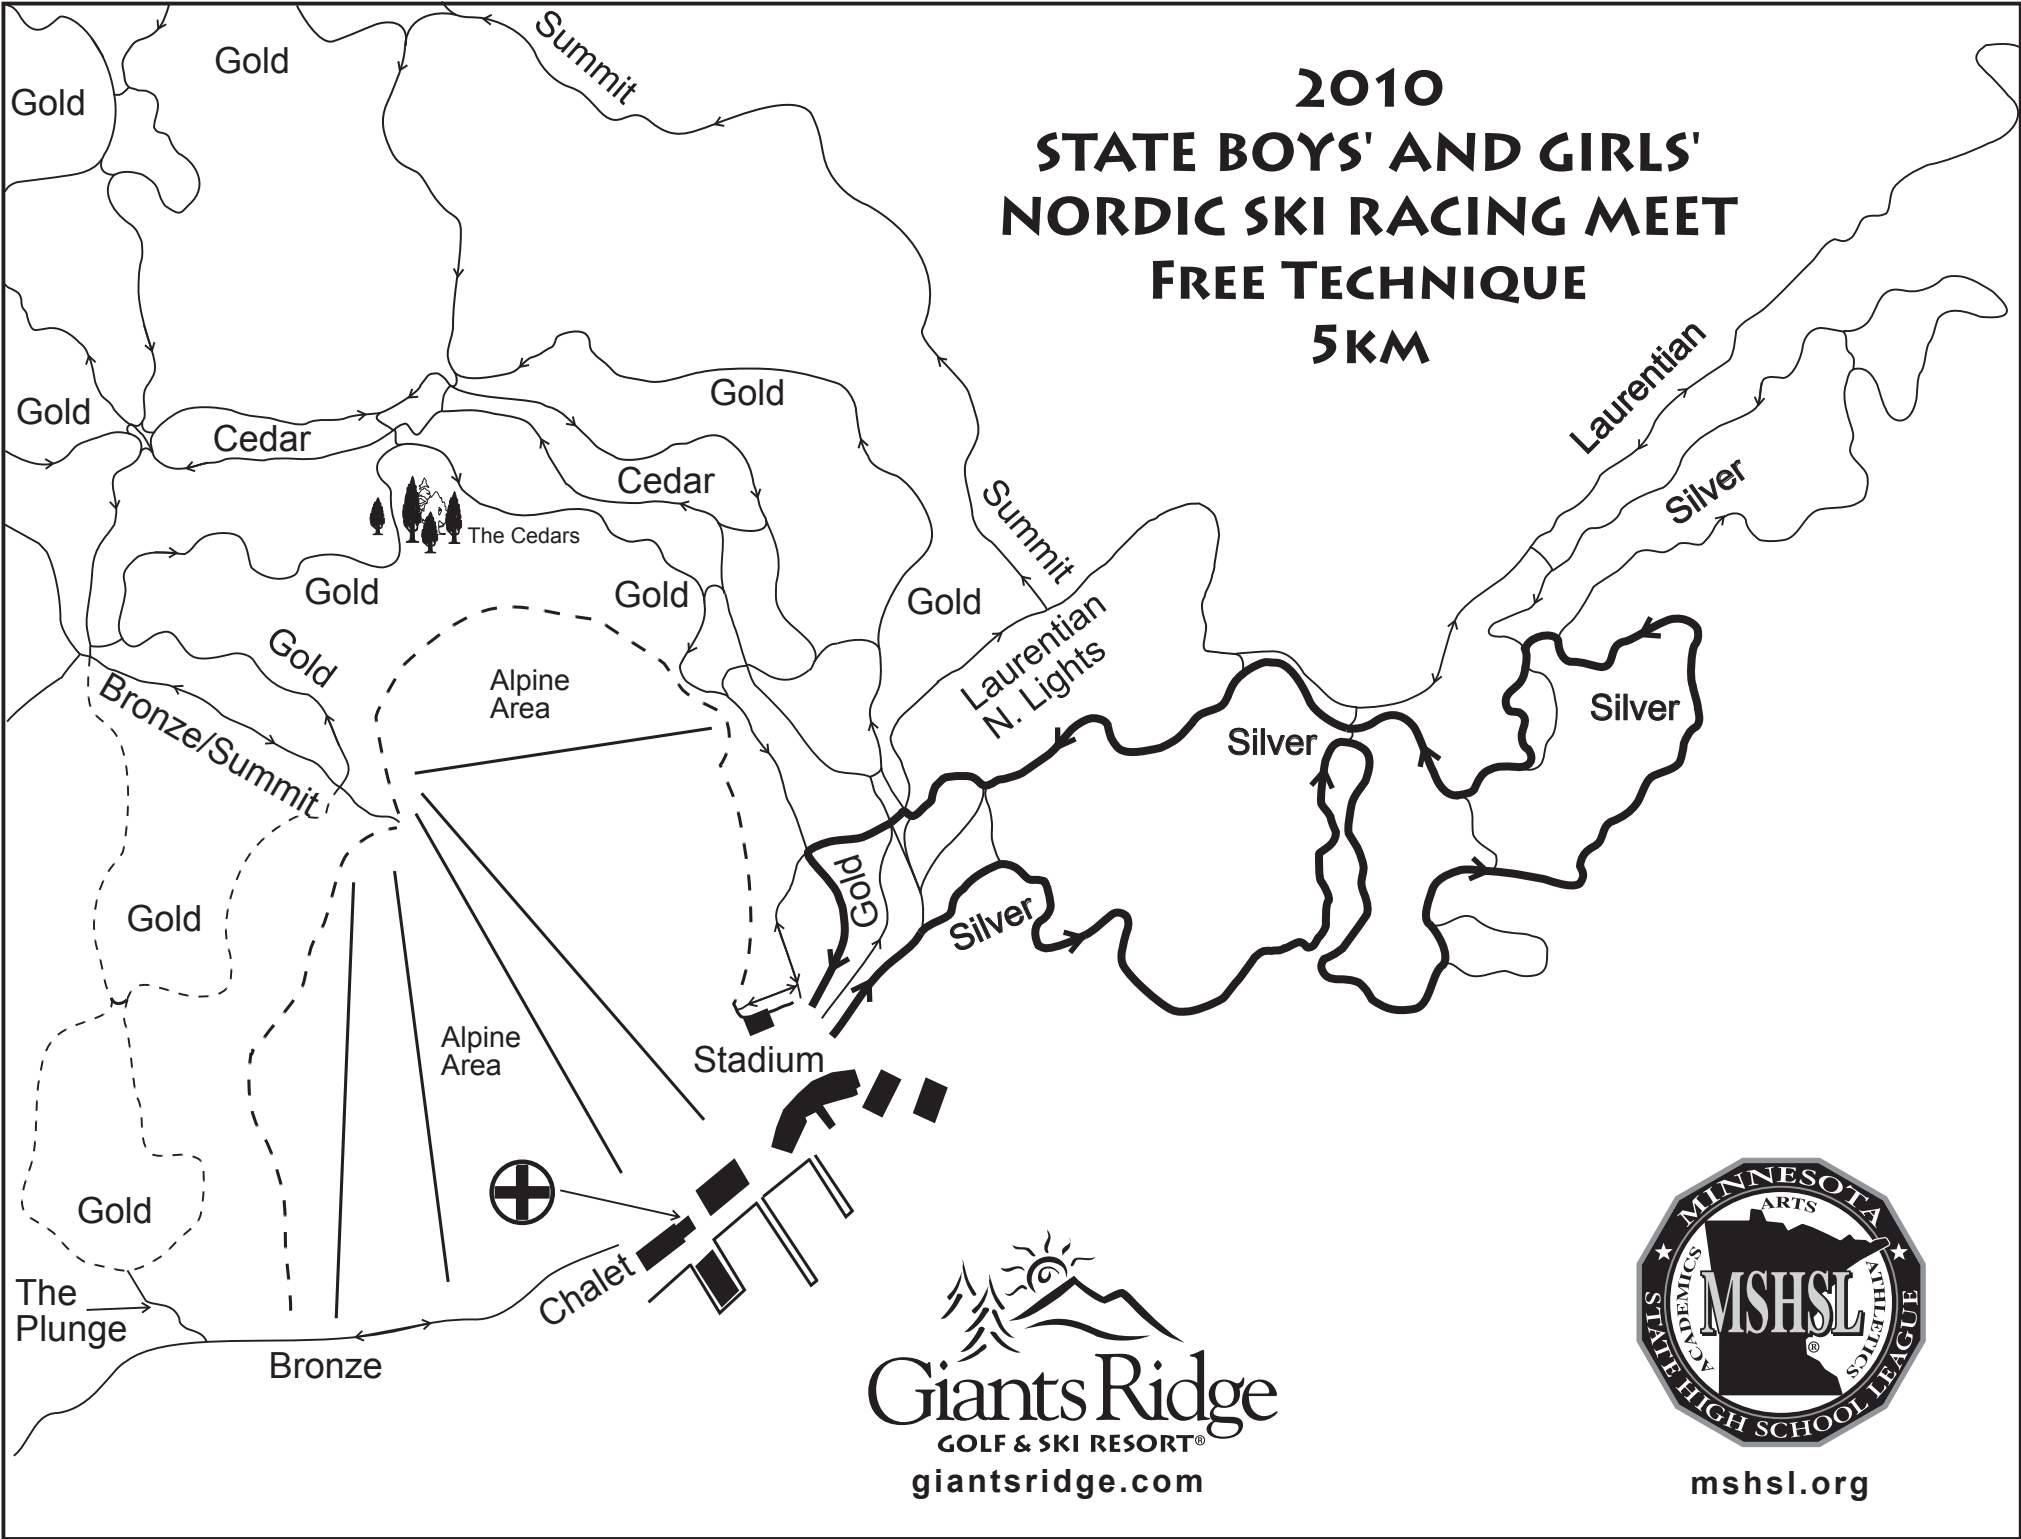 2010
STATE BOYS' AND GIRLS'
NORDIC SKI RACING MEET
FREE TECHNIQUE
5KM
Gold
Gold
Summit
Gold
Cedar
Gold
Cedar
The Cedars
Gold
Gold
Gold
Gold
Summit
Laurentian
N. Lights
Laurentian
Silver
Silver
Silver
Silver
Bronze/Summit
Alpine
Area
Gold
Gold
Alpine
Area
Stadium
Gold
The
Plunge
Chalet
Bronze
Giants Ridge
GOLF & SKI RESORT®
giantsridge.com
MINNESOTA
STATE HIGH SCHOOL LEAGUE
ARTS
ACADEMICS
ATHLETICS
MSHSL
®
mshsl.org